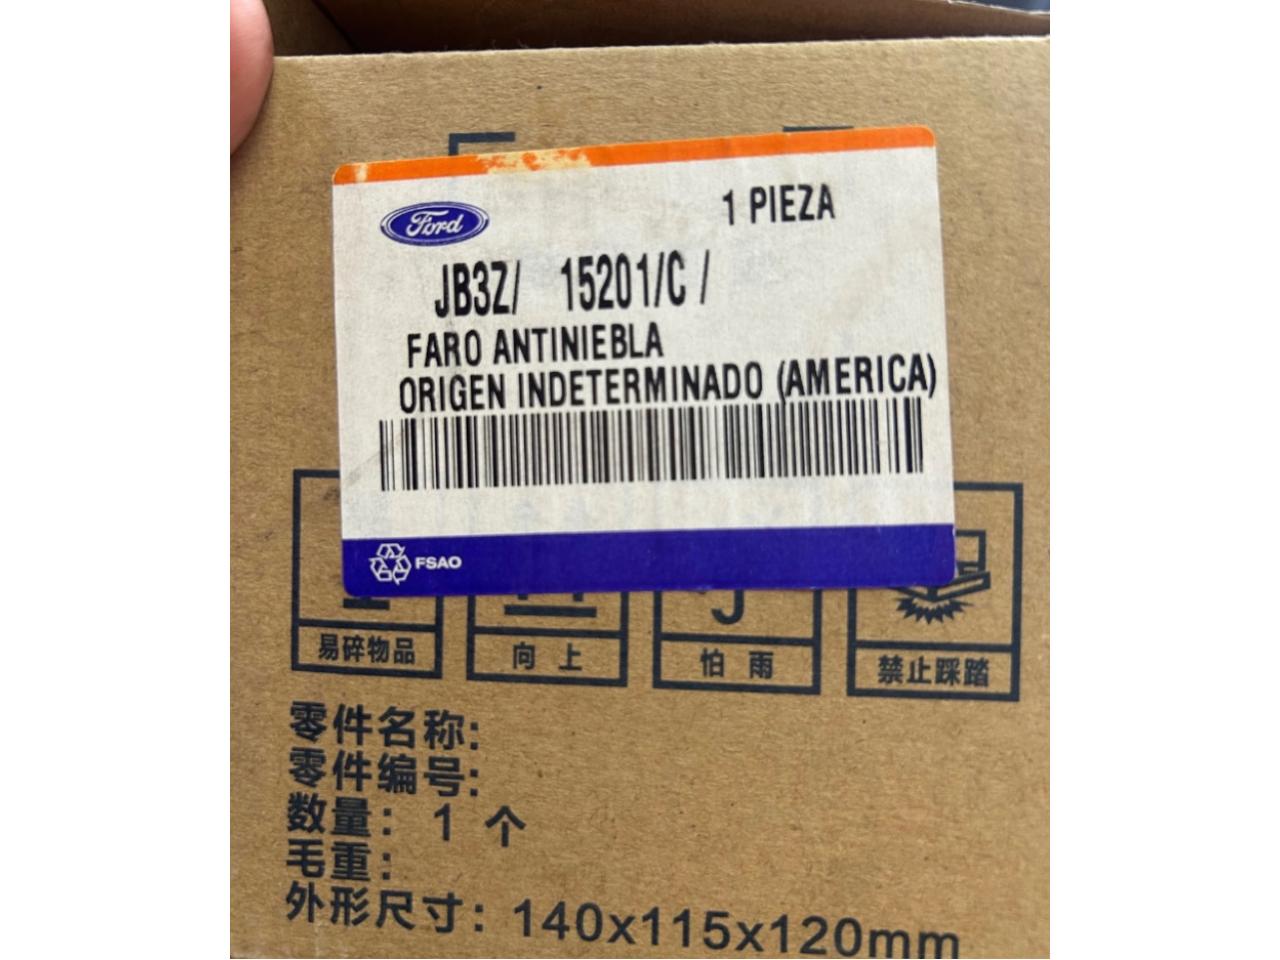 Ford
1 PIEZA
JB3Z/ 15201/C /
FARO ANTINIEBLA
ORIGEN INDETERMINADO (AMERICA)
FSAO
易碎物品
向上
怕雨
禁止踩踏
零件名称:
零件编号:
数量: 1 个
毛重:
外形尺寸: 140x115x120mm